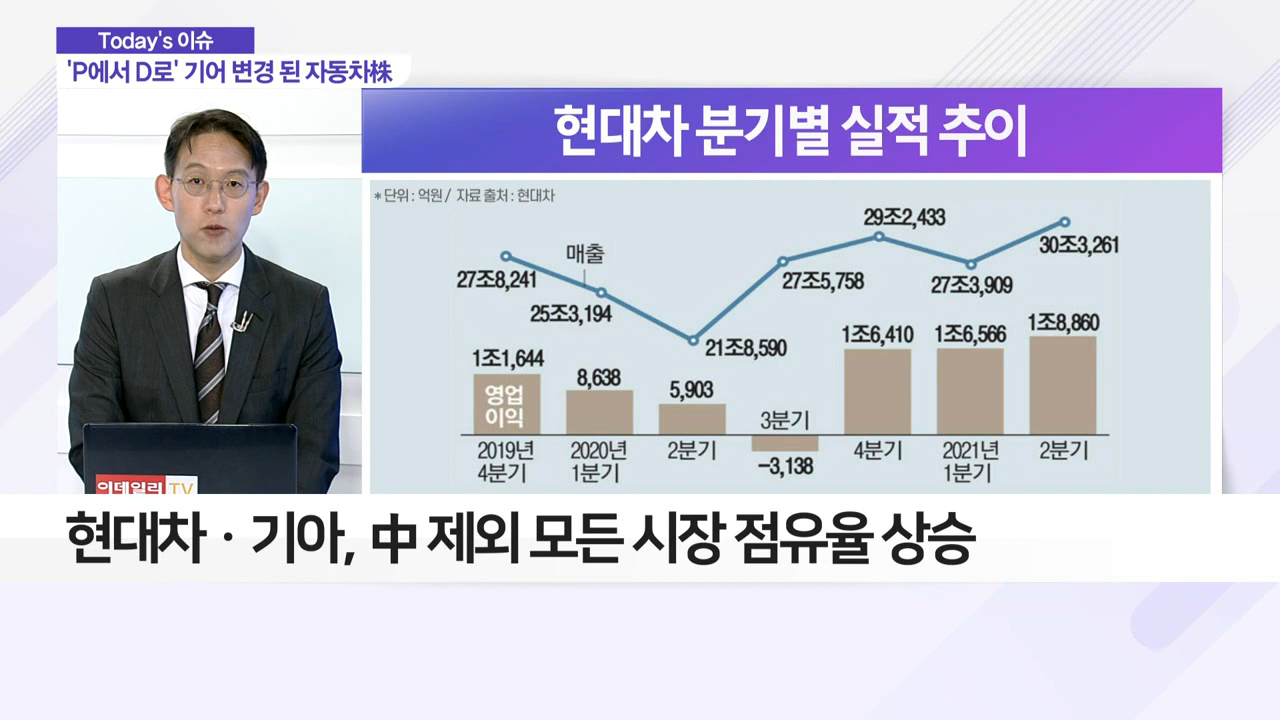 Today's 이슈
'P에서 D로' 기어 변경 된 자동차株
현대차 분기별 실적 추이
* 단위 : 억원 / 자료 출처 : 현대차
매출
27조8,241
25조3,194
21조8,590
27조5,758
29조2,433
27조3,909
30조3,261
1조1,644
8,638
5,903
-3,138
1조6,410
1조6,566
1조8,860
영업
이익
2019년
4분기
2020년
1분기
2분기
3분기
4분기
2021년
1분기
2분기
이데일리 TV
현대차 · 기아, 中 제외 모든 시장 점유율 상승